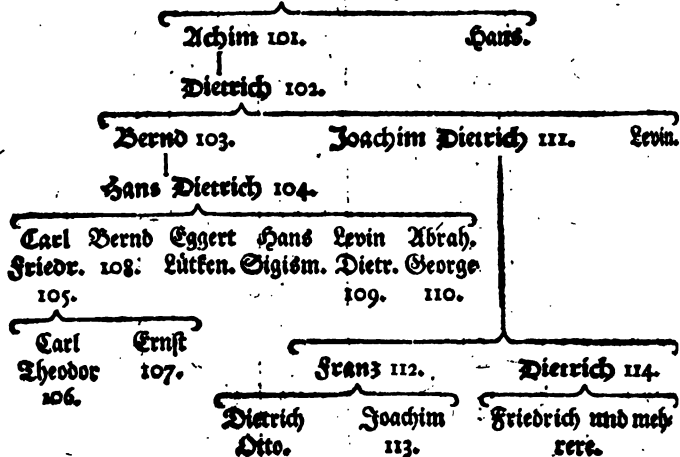 Achim 101. Hans.
Dietrich 102.
Bernd 103. Joachim Dietrich 111. Levin.
Hans Dietrich 104.
Carl Bernd Eggert Hans Levin Abrah.
Friedr. 108. Lütken. Sigism. Dietr. George
105. 109. 110.
Carl Ernst
Theodor 107.
106.
Franz 112. Dietrich 114.
Dietrich Joachim Friedrich und meh-
Otto. 113. rere.